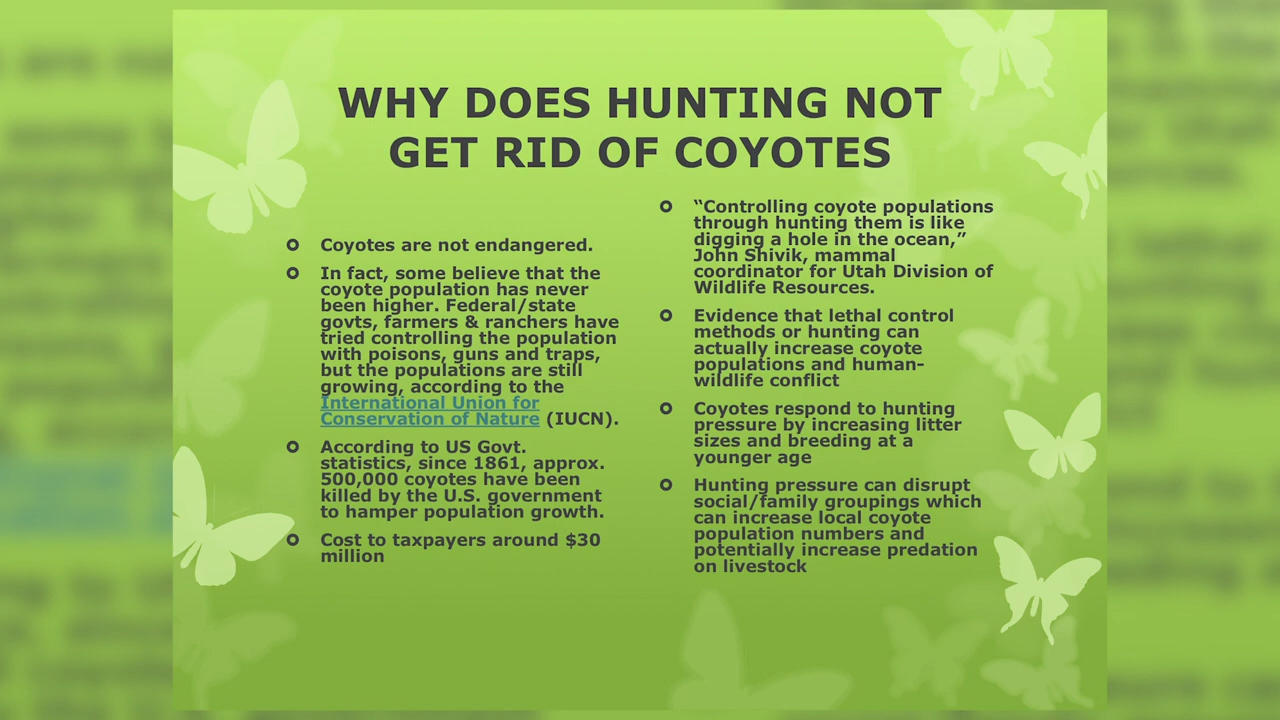 WHY DOES HUNTING NOT
GET RID OF COYOTES
Coyotes are not endangered.
In fact, some believe that the
coyote population has never
been higher. Federal/state
govts, farmers & ranchers have
tried controlling the population
with poisons, guns and traps,
but the populations are still
growing, according to the
International Union for
Conservation of Nature (IUCN).
According to US Govt.
statistics, since 1861, approx.
500,000 coyotes have been
killed by the U.S. government
to hamper population growth.
Cost to taxpayers around $30
million
“Controlling coyote populations
through hunting them is like
digging a hole in the ocean,”
John Shivik, mammal
coordinator for Utah Division of
Wildlife Resources.
Evidence that lethal control
methods or hunting can
actually increase coyote
populations and human-
wildlife conflict
Coyotes respond to hunting
pressure by increasing litter
sizes and breeding at a
younger age
Hunting pressure can disrupt
social/family groupings which
can increase local coyote
population numbers and
potentially increase predation
on livestock